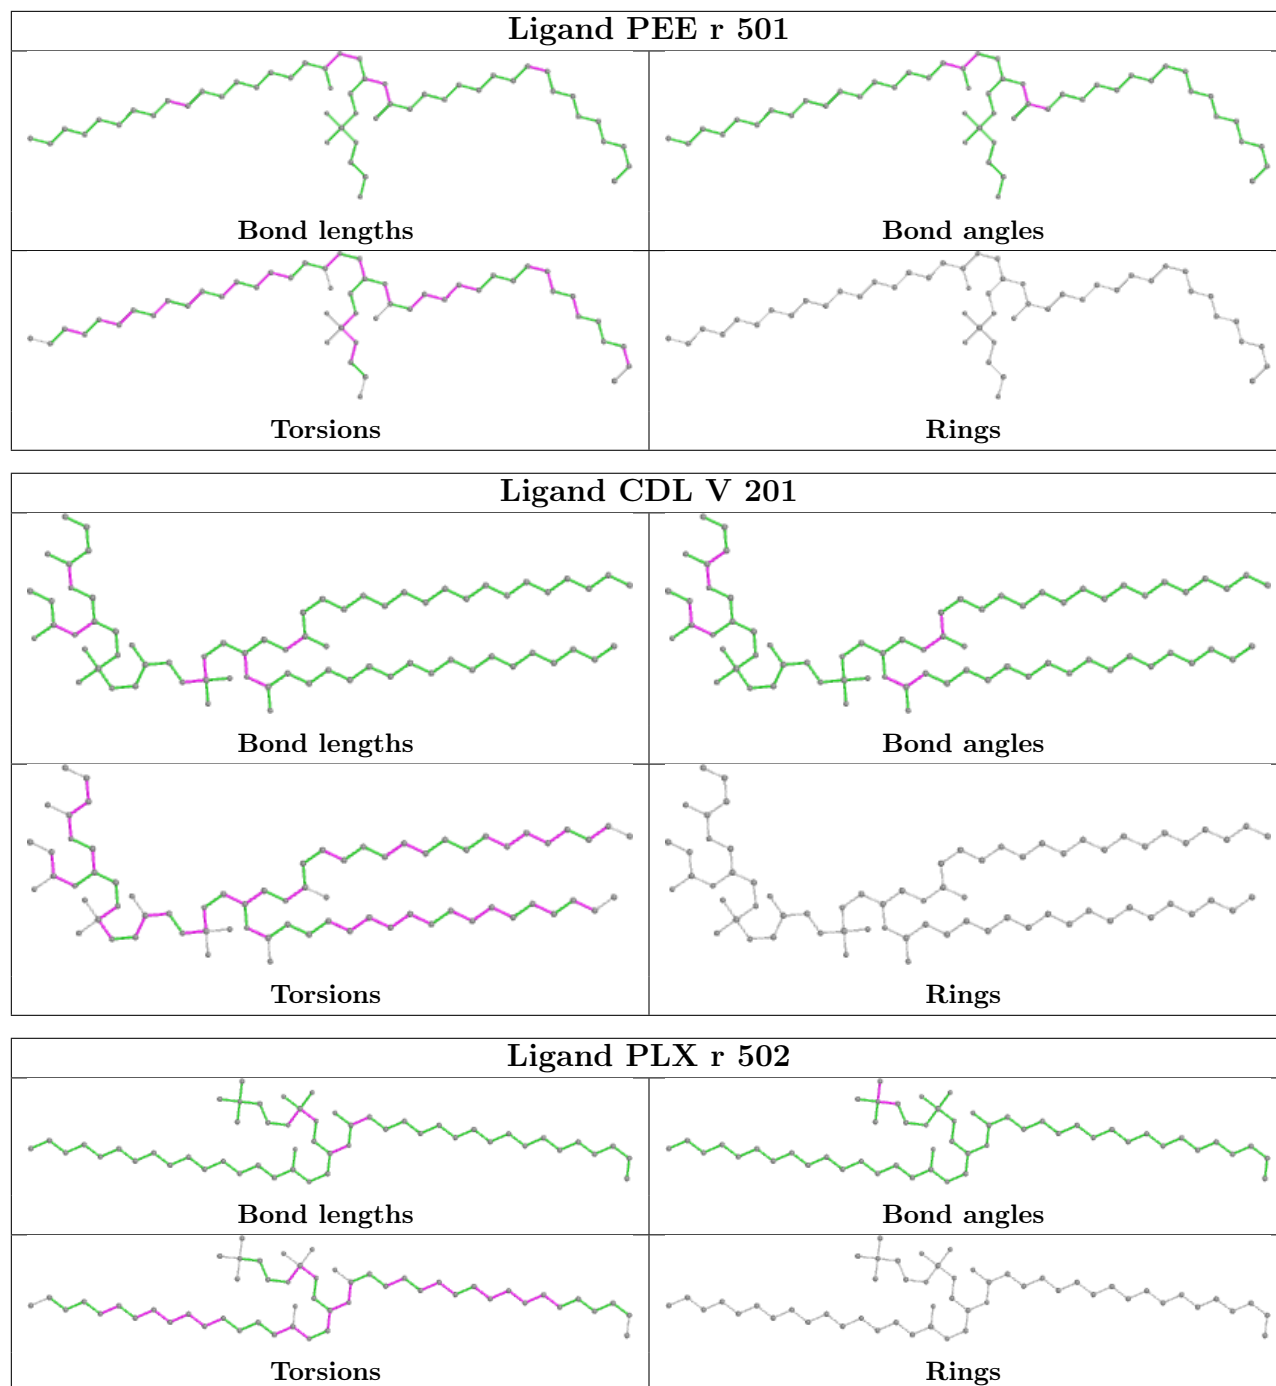 Ligand PEE r 501
Bond lengths
Bond angles
Torsions
Rings
Ligand CDL V 201
Bond lengths
Bond angles
Torsions
Rings
Ligand PLX r 502
Bond lengths
Bond angles
Torsions
Rings